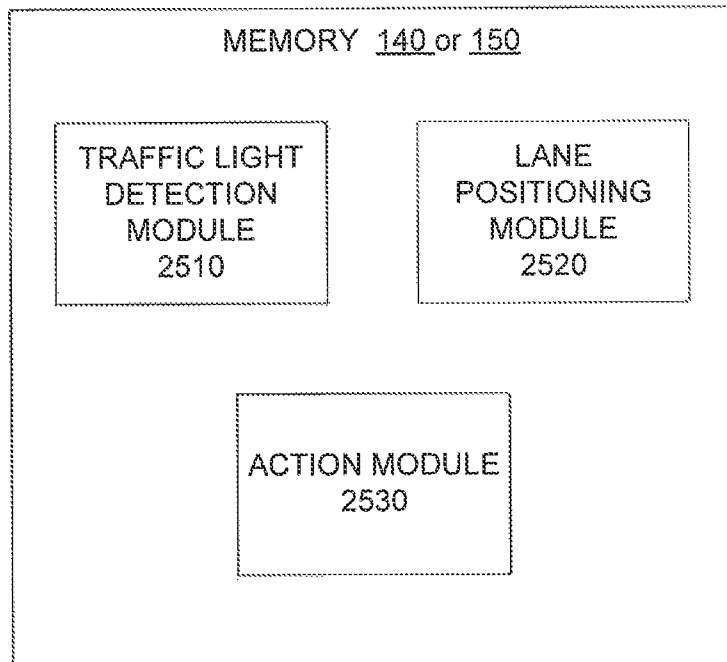 MEMORY 140 or 150
TRAFFIC LIGHT
DETECTION
MODULE
2510
LANE
POSITIONING
MODULE
2520
ACTION MODULE
2530